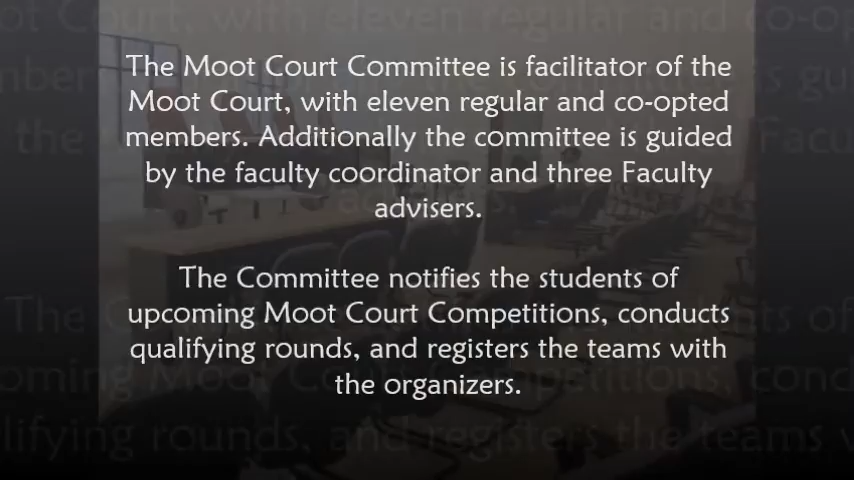 The Moot Court Committee is facilitator of the
Moot Court, with eleven regular and co-opted
members. Additionally the committee is guided
by the faculty coordinator and three Faculty
advisers.
The Committee notifies the students of
upcoming Moot Court Competitions, conducts
qualifying rounds, and registers the teams with
the organizers.